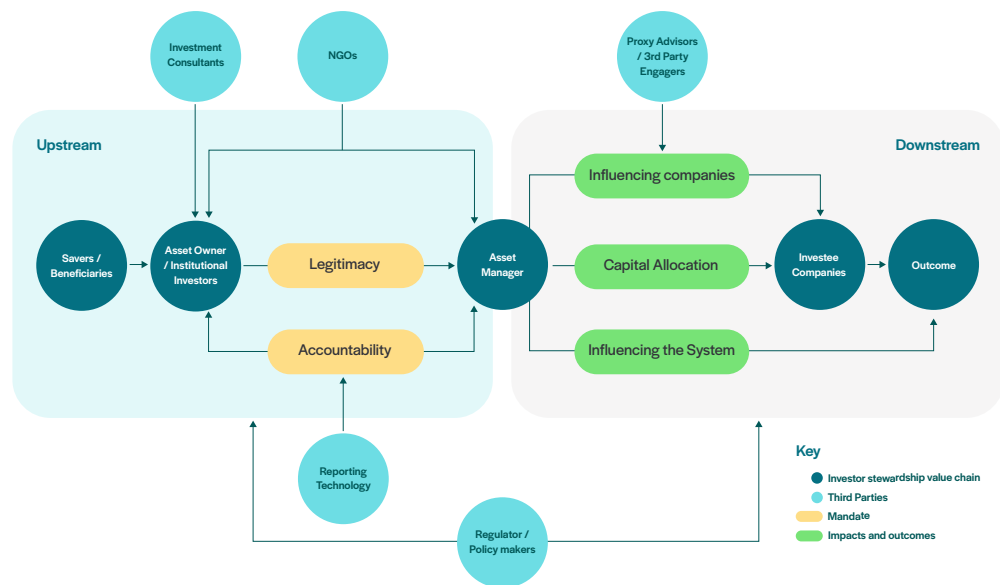 Investment
Consultants
NGOs
Proxy Advisors
/ 3rd Party
Engagers
Upstream
Downstream
Influencing companies
Savers /
Beneficiaries
Asset Owner
/ Institutional
Investors
Legitimacy
Asset
Manager
Capital Allocation
Investee
Companies
Outcome
Accountability
Influencing the System
Reporting
Technology
Regulator /
Policy makers
Key
Investor stewardship value chain
Third Parties
Mandate
Impacts and outcomes